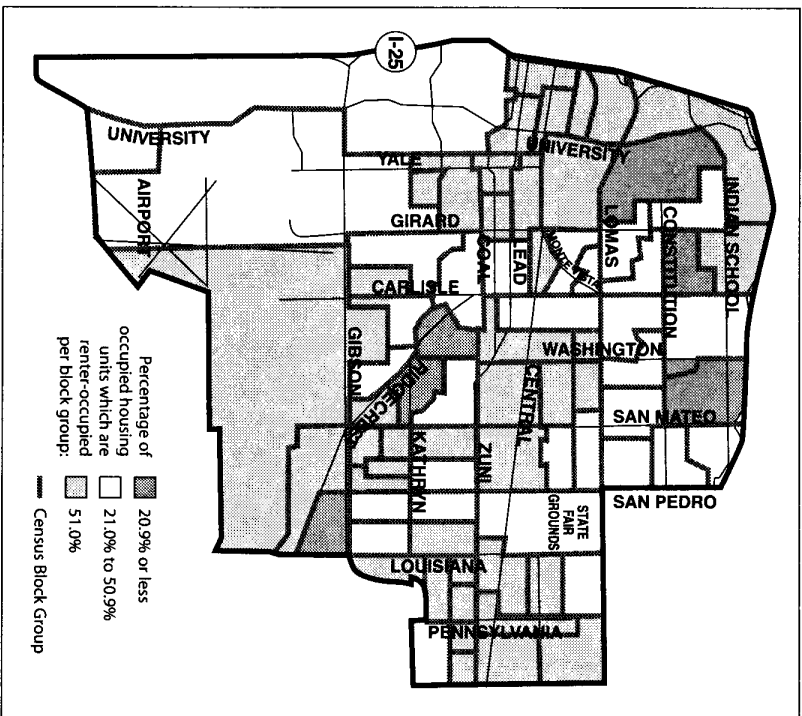 I-25
UNIVERSITY
YALE
UNIVERSITY
AIRPORT
GIRARD
COAL
LEAD
MONTE VISTA
LOMAS
CONSTITUTION
INDIAN SCHOOL
CARLISLE
GIBSON
RIDGECREST
WASHINGTON
CENTRAL
SAN MATEO
KATHRYN
ZUNI
SAN PEDRO
STATE
FAIR
GROUNDS
LOUISIANA
PENNSYLVANIA
Percentage of
occupied housing
units which are
renter-occupied
per block group:
20.9% or less
21.0% to 50.9%
51.0%
Census Block Group